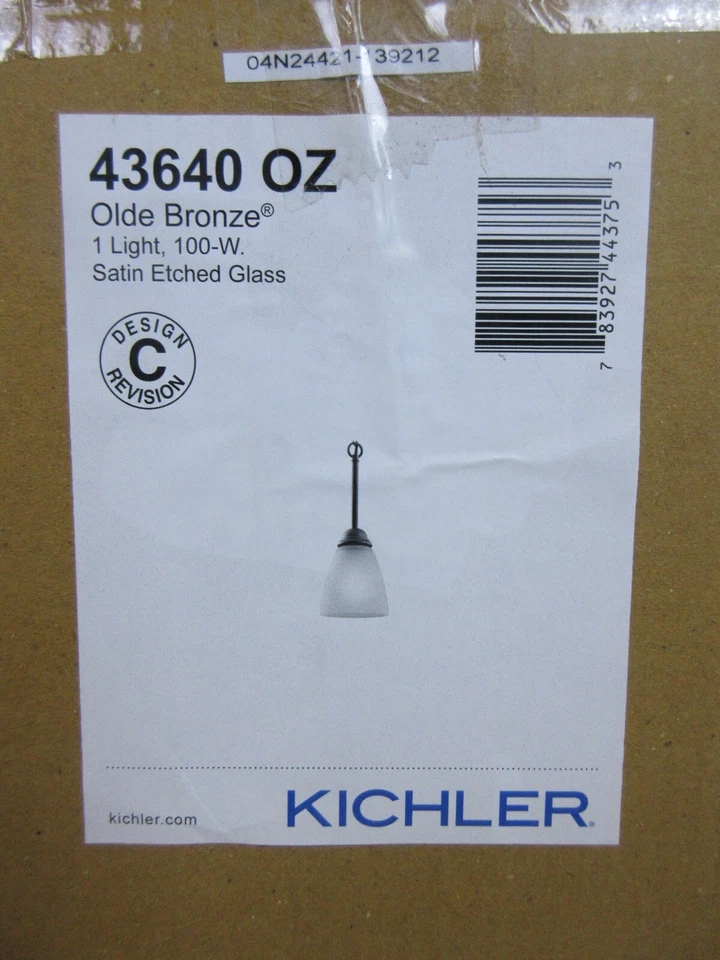 04N24421-139212
43640 OZ
Olde Bronze®
1 Light, 100-W.
Satin Etched Glass
DESIGN
C
REVISION
7 83927 44375 3
kichler.com
KICHLER®